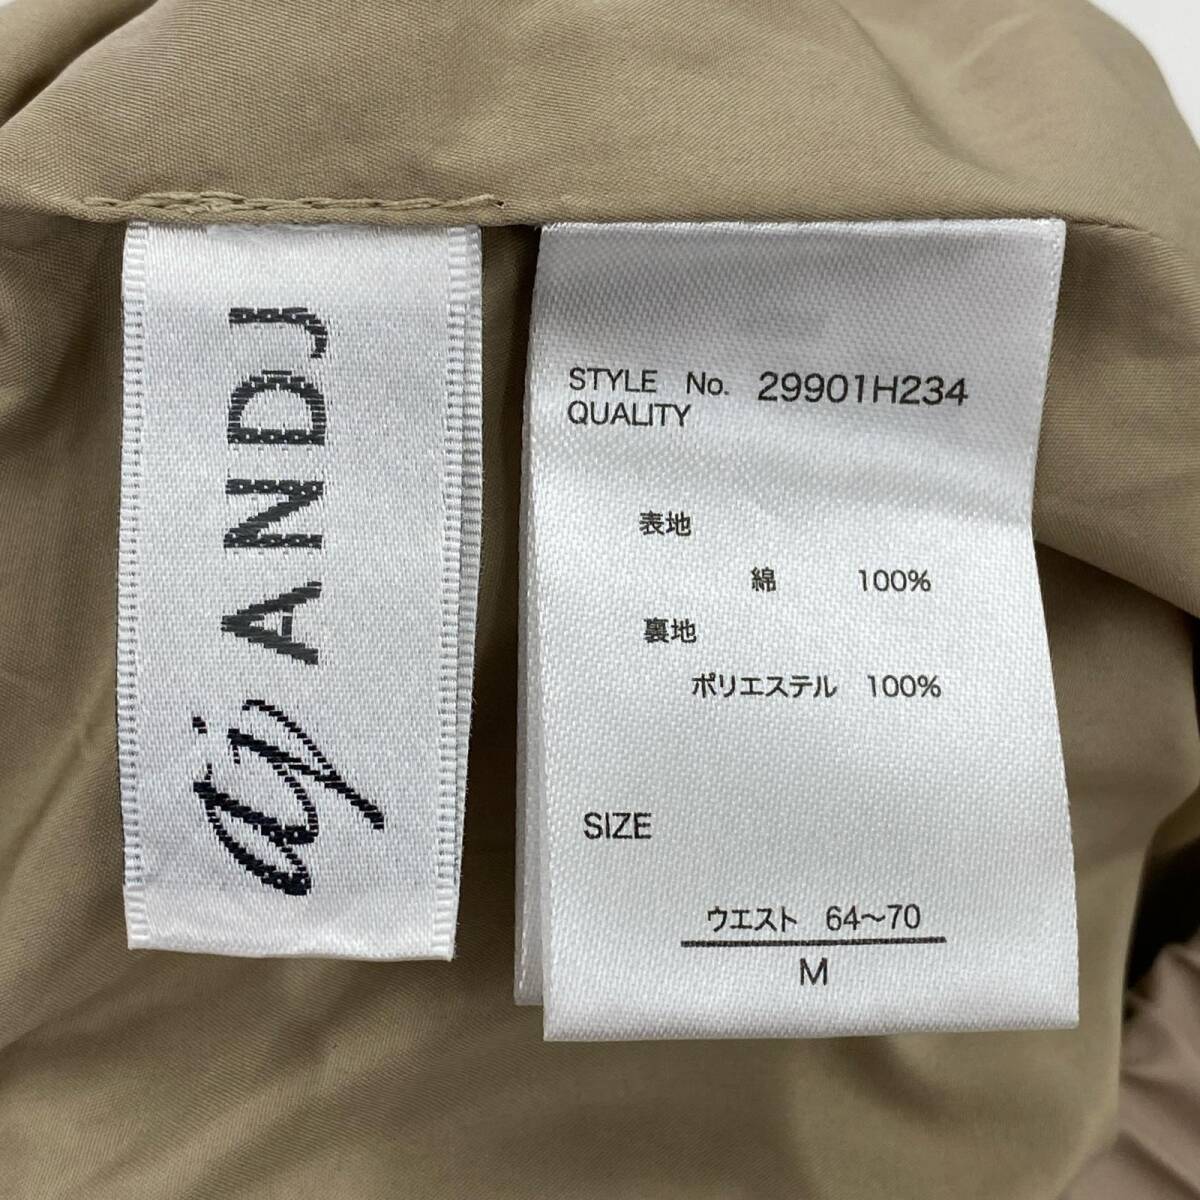 aj, ANDJ
STYLE No. 29901H234
QUALITY
表地
綿 100%
裏地
ポリエステル 100%
SIZE
ウエスト 64～70
M